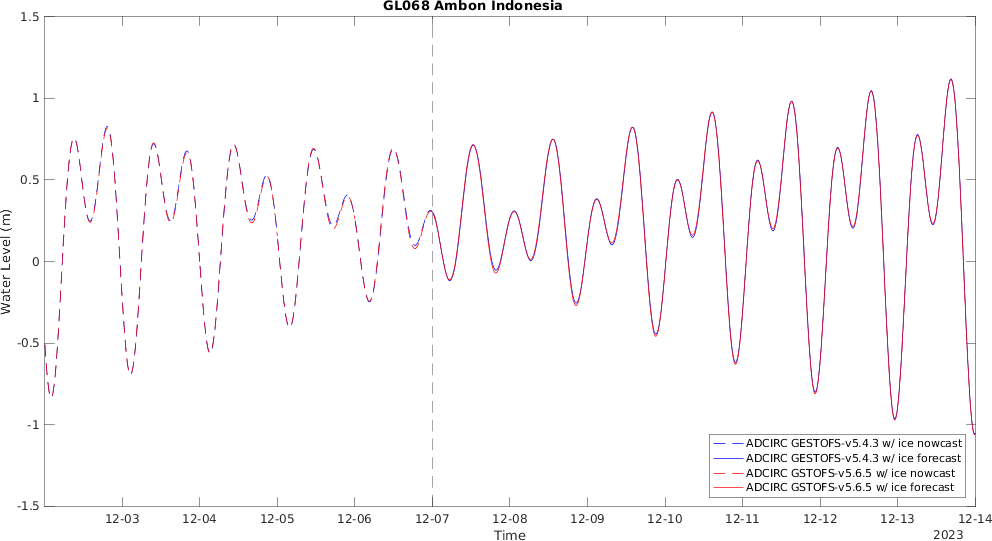 GL068 Ambon Indonesia
1.5
1
0.5
0
-0.5
-1
-1.5
Water Level (m)
12-03 12-04 12-05 12-06 12-07 12-08 12-09 12-10 12-11 12-12 12-13 12-14
Time
2023
ADCIRC GESTOFS-v5.4.3 w/ ice nowcast
ADCIRC GESTOFS-v5.4.3 w/ ice forecast
ADCIRC GSTOFS-v5.6.5 w/ ice nowcast
ADCIRC GSTOFS-v5.6.5 w/ ice forecast